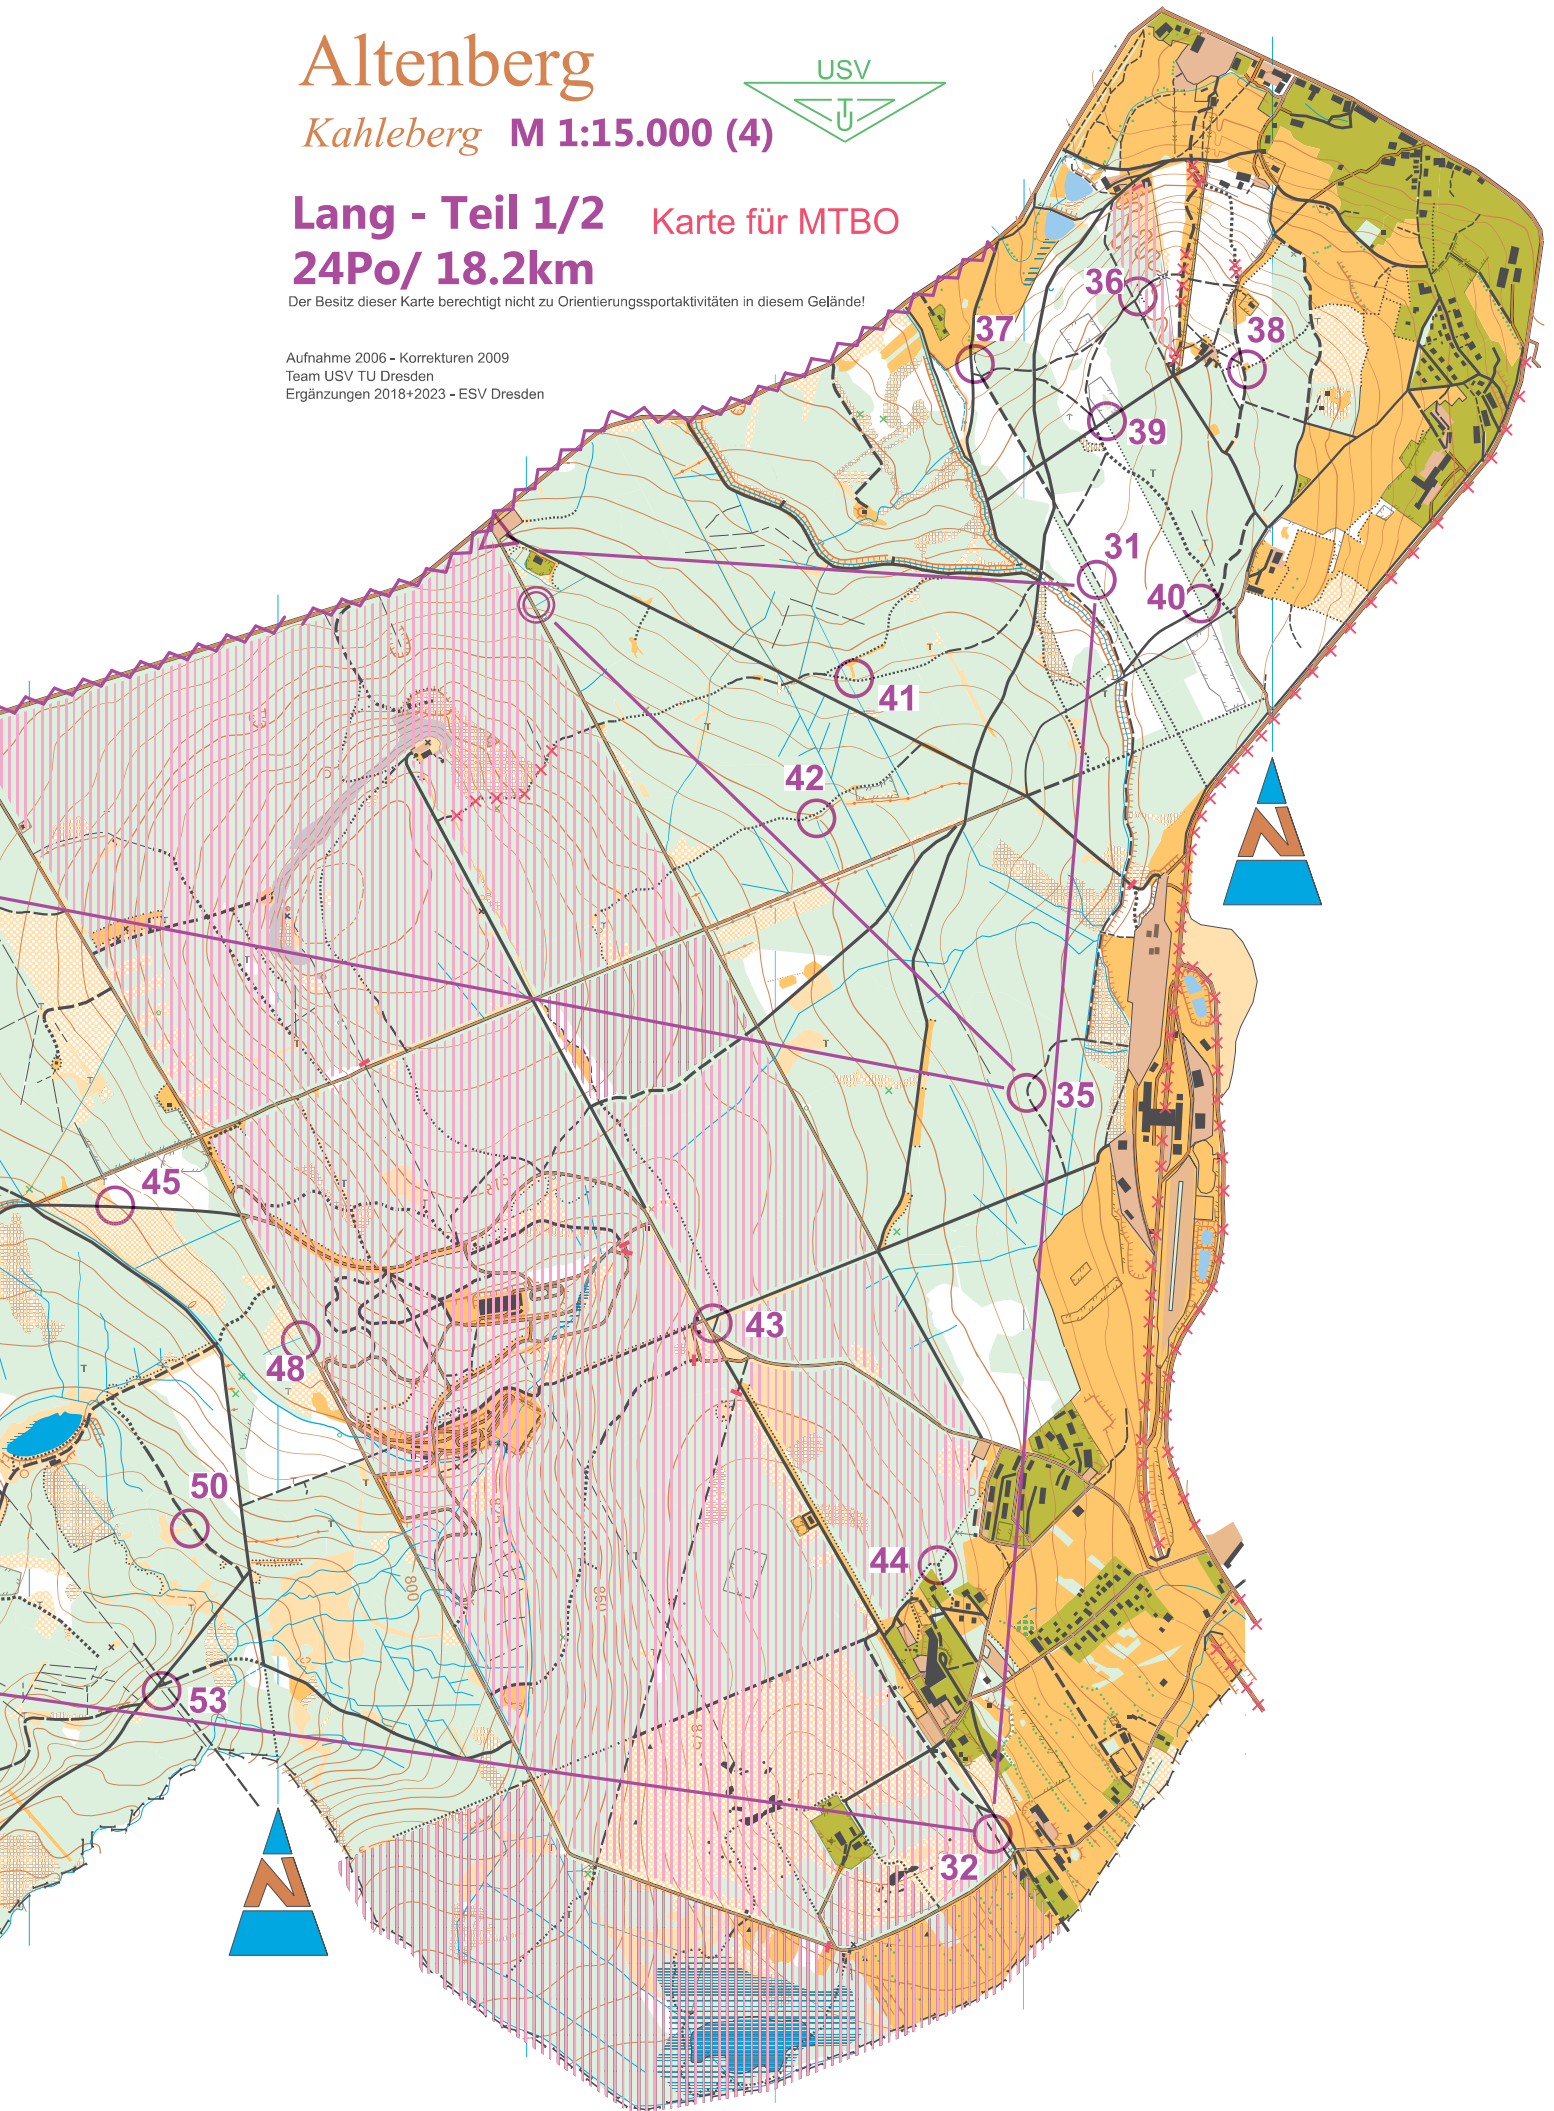 Altenberg
USV
TU
Kahleberg M 1:15.000 (4)
Lang - Teil 1/2 Karte für MTBO
24Po/ 18.2km
Der Besitz dieser Karte berechtigt nicht zu Orientierungssportaktivitäten in diesem Gelände!
Aufnahme 2006 - Korrekturen 2009
Team USV TU Dresden
Ergänzungen 2018+2023 - ESV Dresden
36
37
38
39
31
40
41
42
N
35
45
43
48
50
44
800
850
53
875
32
N